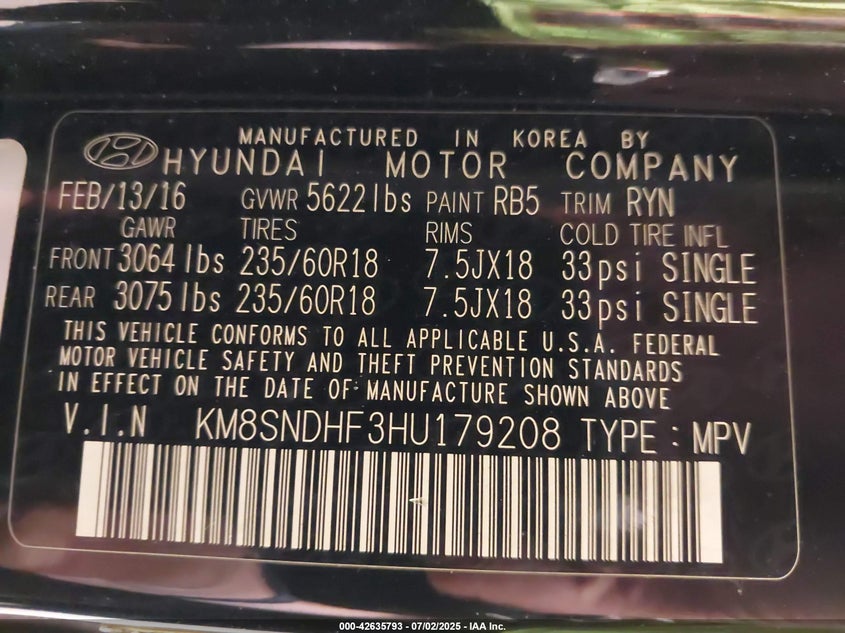 MANUFACTURED IN KOREA BY
HYUNDAI MOTOR COMPANY
FEB/13/16 GVWR 5622lbs PAINT RB5 TRIM RYN
GAWR TIRES RIMS COLD TIRE INFL
FRONT 3064lbs 235/60R18 7.5JX18 33psi SINGLE
REAR 3075lbs 235/60R18 7.5JX18 33psi SINGLE
THIS VEHICLE CONFORMS TO ALL APPLICABLE U.S.A. FEDERAL
MOTOR VEHICLE SAFETY AND THEFT PREVENTION STANDARDS
IN EFFECT ON THE DATE OF MANUFACTURE SHOWN ABOVE
V.I.N KM8SNDHF3HU179208 TYPE : MPV
000-42635793 - 07/02/2025 - IAA Inc.